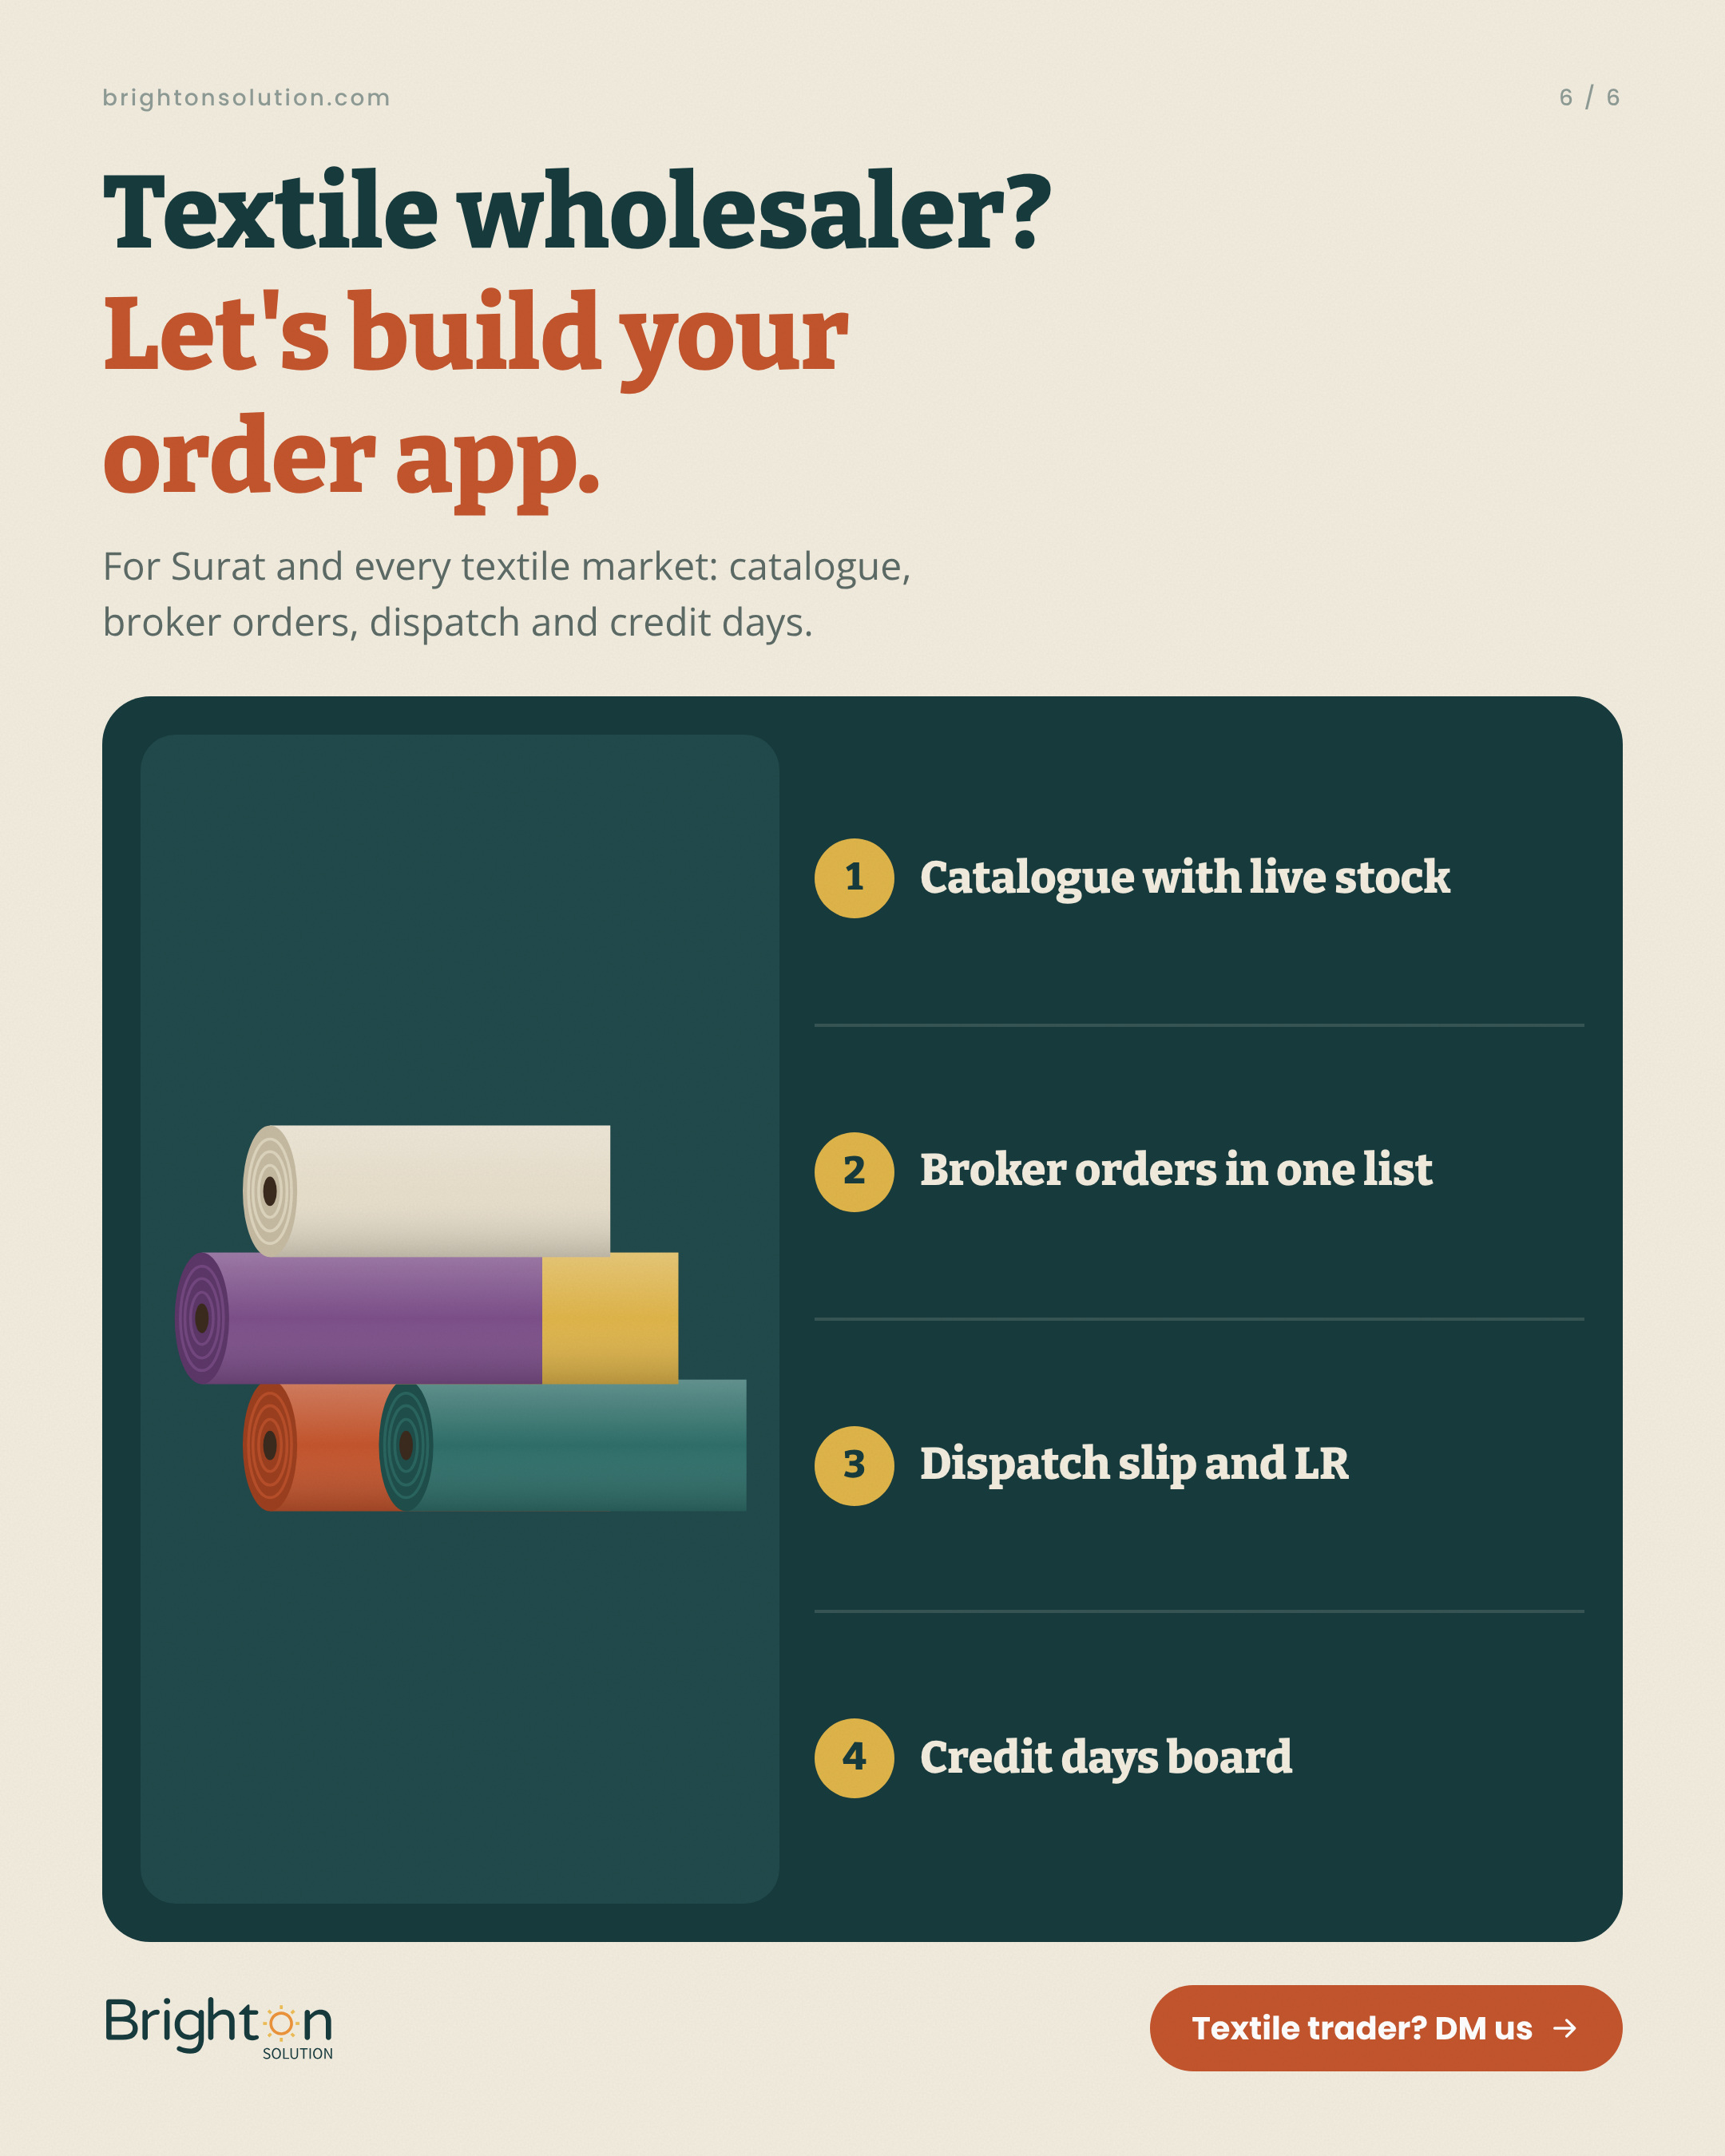 brightonsolution.com
6 / 6
Textile wholesaler?
Let's build your
order app.
For Surat and every textile market: catalogue,
broker orders, dispatch and credit days.
1 Catalogue with live stock
2 Broker orders in one list
3 Dispatch slip and LR
4 Credit days board
Brighton
SOLUTION
Textile trader? DM us →